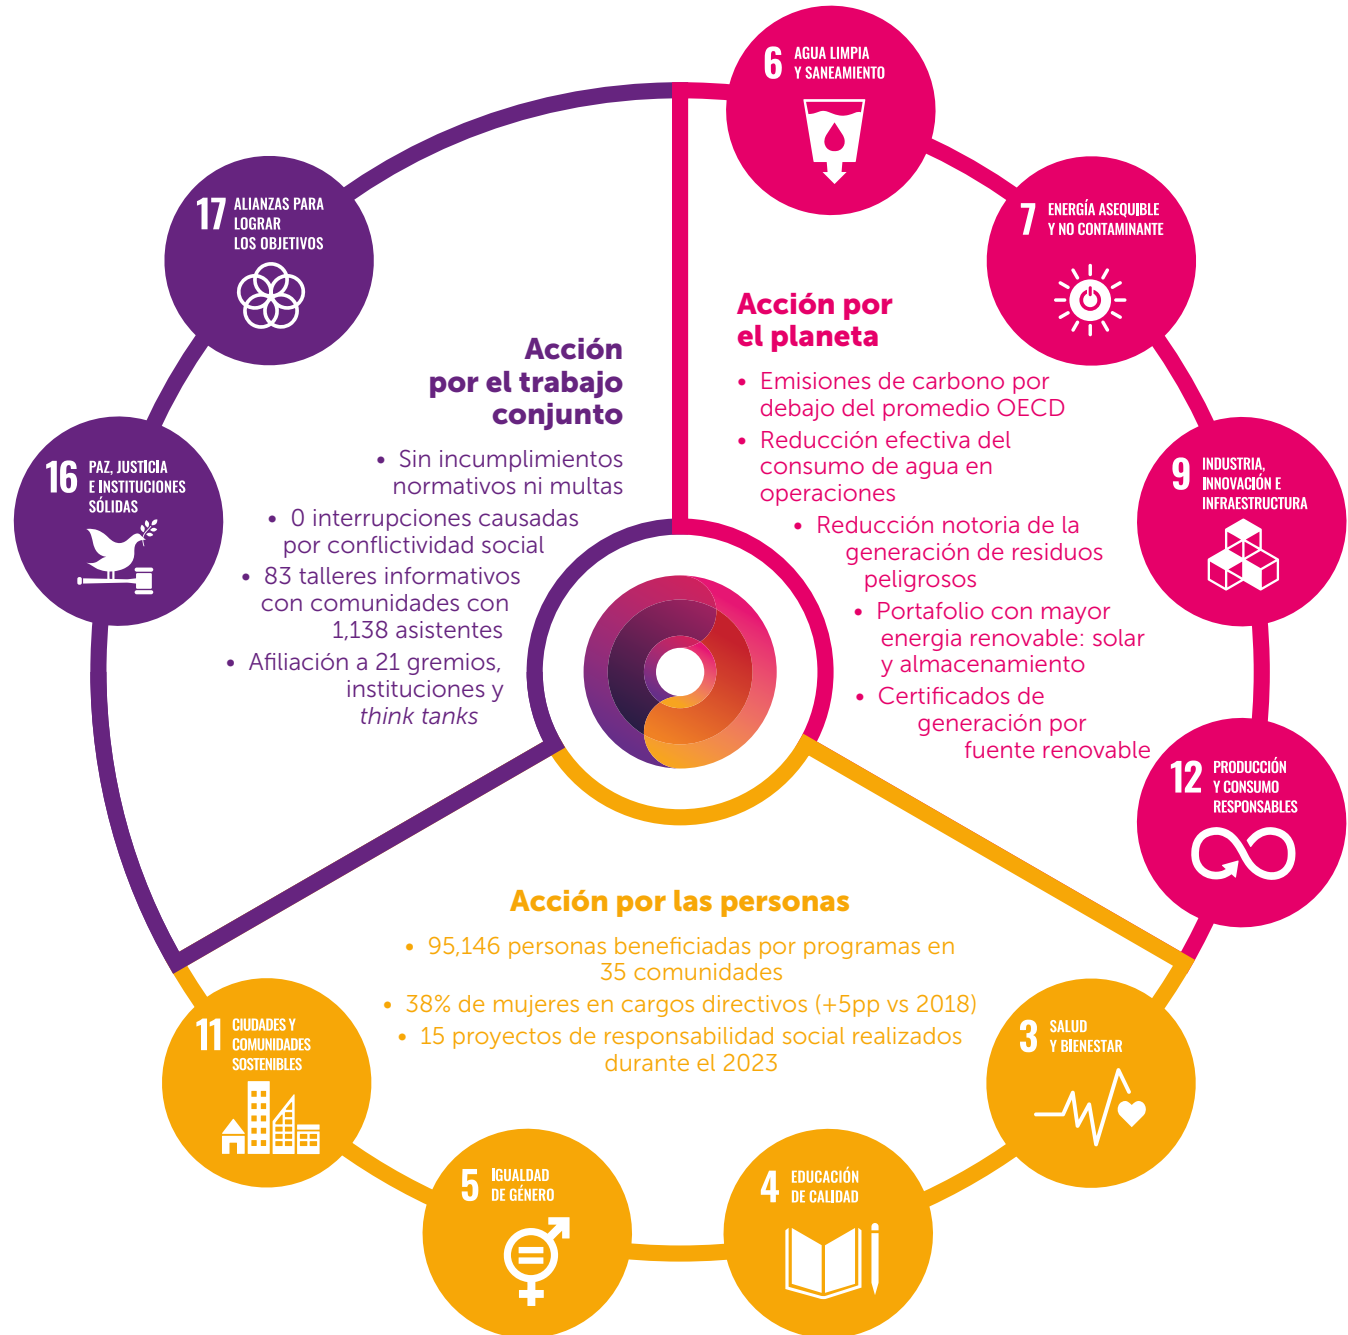 6 AGUA LIMPIA
Y SANEAMIENTO
7 ENERGÍA ASEQUIBLE
Y NO CONTAMINANTE
9 INDUSTRIA,
INNOVACIÓN E
INFRAESTRUCTURA
12 PRODUCCIÓN
Y CONSUMO
RESPONSABLES
Acción por
el planeta
• Emisiones de carbono por
debajo del promedio OECD
• Reducción efectiva del
consumo de agua en
operaciones
• Reducción notoria de la
generación de residuos
peligrosos
• Portafolio con mayor
energia renovable: solar
y almacenamiento
• Certificados de
generación por
fuente renovable
17 ALIANZAS PARA
LOGRAR
LOS OBJETIVOS
16 PAZ, JUSTICIA
E INSTITUCIONES
SÓLIDAS
Acción
por el trabajo
conjunto
• Sin incumplimientos
normativos ni multas
• 0 interrupciones causadas
por conflictividad social
• 83 talleres informativos
con comunidades con
1,138 asistentes
• Afiliación a 21 gremios,
instituciones y
think tanks
Acción por las personas
• 95,146 personas beneficiadas por programas en
35 comunidades
• 38% de mujeres en cargos directivos (+5pp vs 2018)
• 15 proyectos de responsabilidad social realizados
durante el 2023
3 SALUD
Y BIENESTAR
4 EDUCACIÓN
DE CALIDAD
5 IGUALDAD
DE GÉNERO
11 CIUDADES Y
COMUNIDADES
SOSTENIBLES